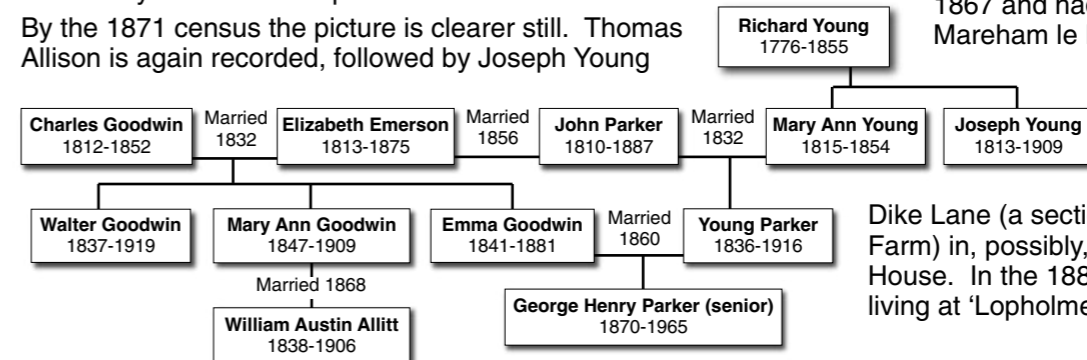 By the 1871 census the picture is clearer still. Thomas
Allison is again recorded, followed by Joseph Young
1867 and
Mareham le
Richard Young
1776-1855
Charles Goodwin
1812-1852
Married
1832
Elizabeth Emerson
1813-1875
Married
1856
John Parker
1810-1887
Married
1832
Mary Ann Young
1815-1854
Joseph Young
1813-1909
Walter Goodwin
1837-1919
Mary Ann Goodwin
1847-1909
Emma Goodwin
1841-1881
Married
1860
Young Parker
1836-1916
Married 1868
William Austin Allitt
1838-1906
George Henry Parker (senior)
1870-1965
Dike Lane (a
Farm) in, possibly,
House. In the
living at